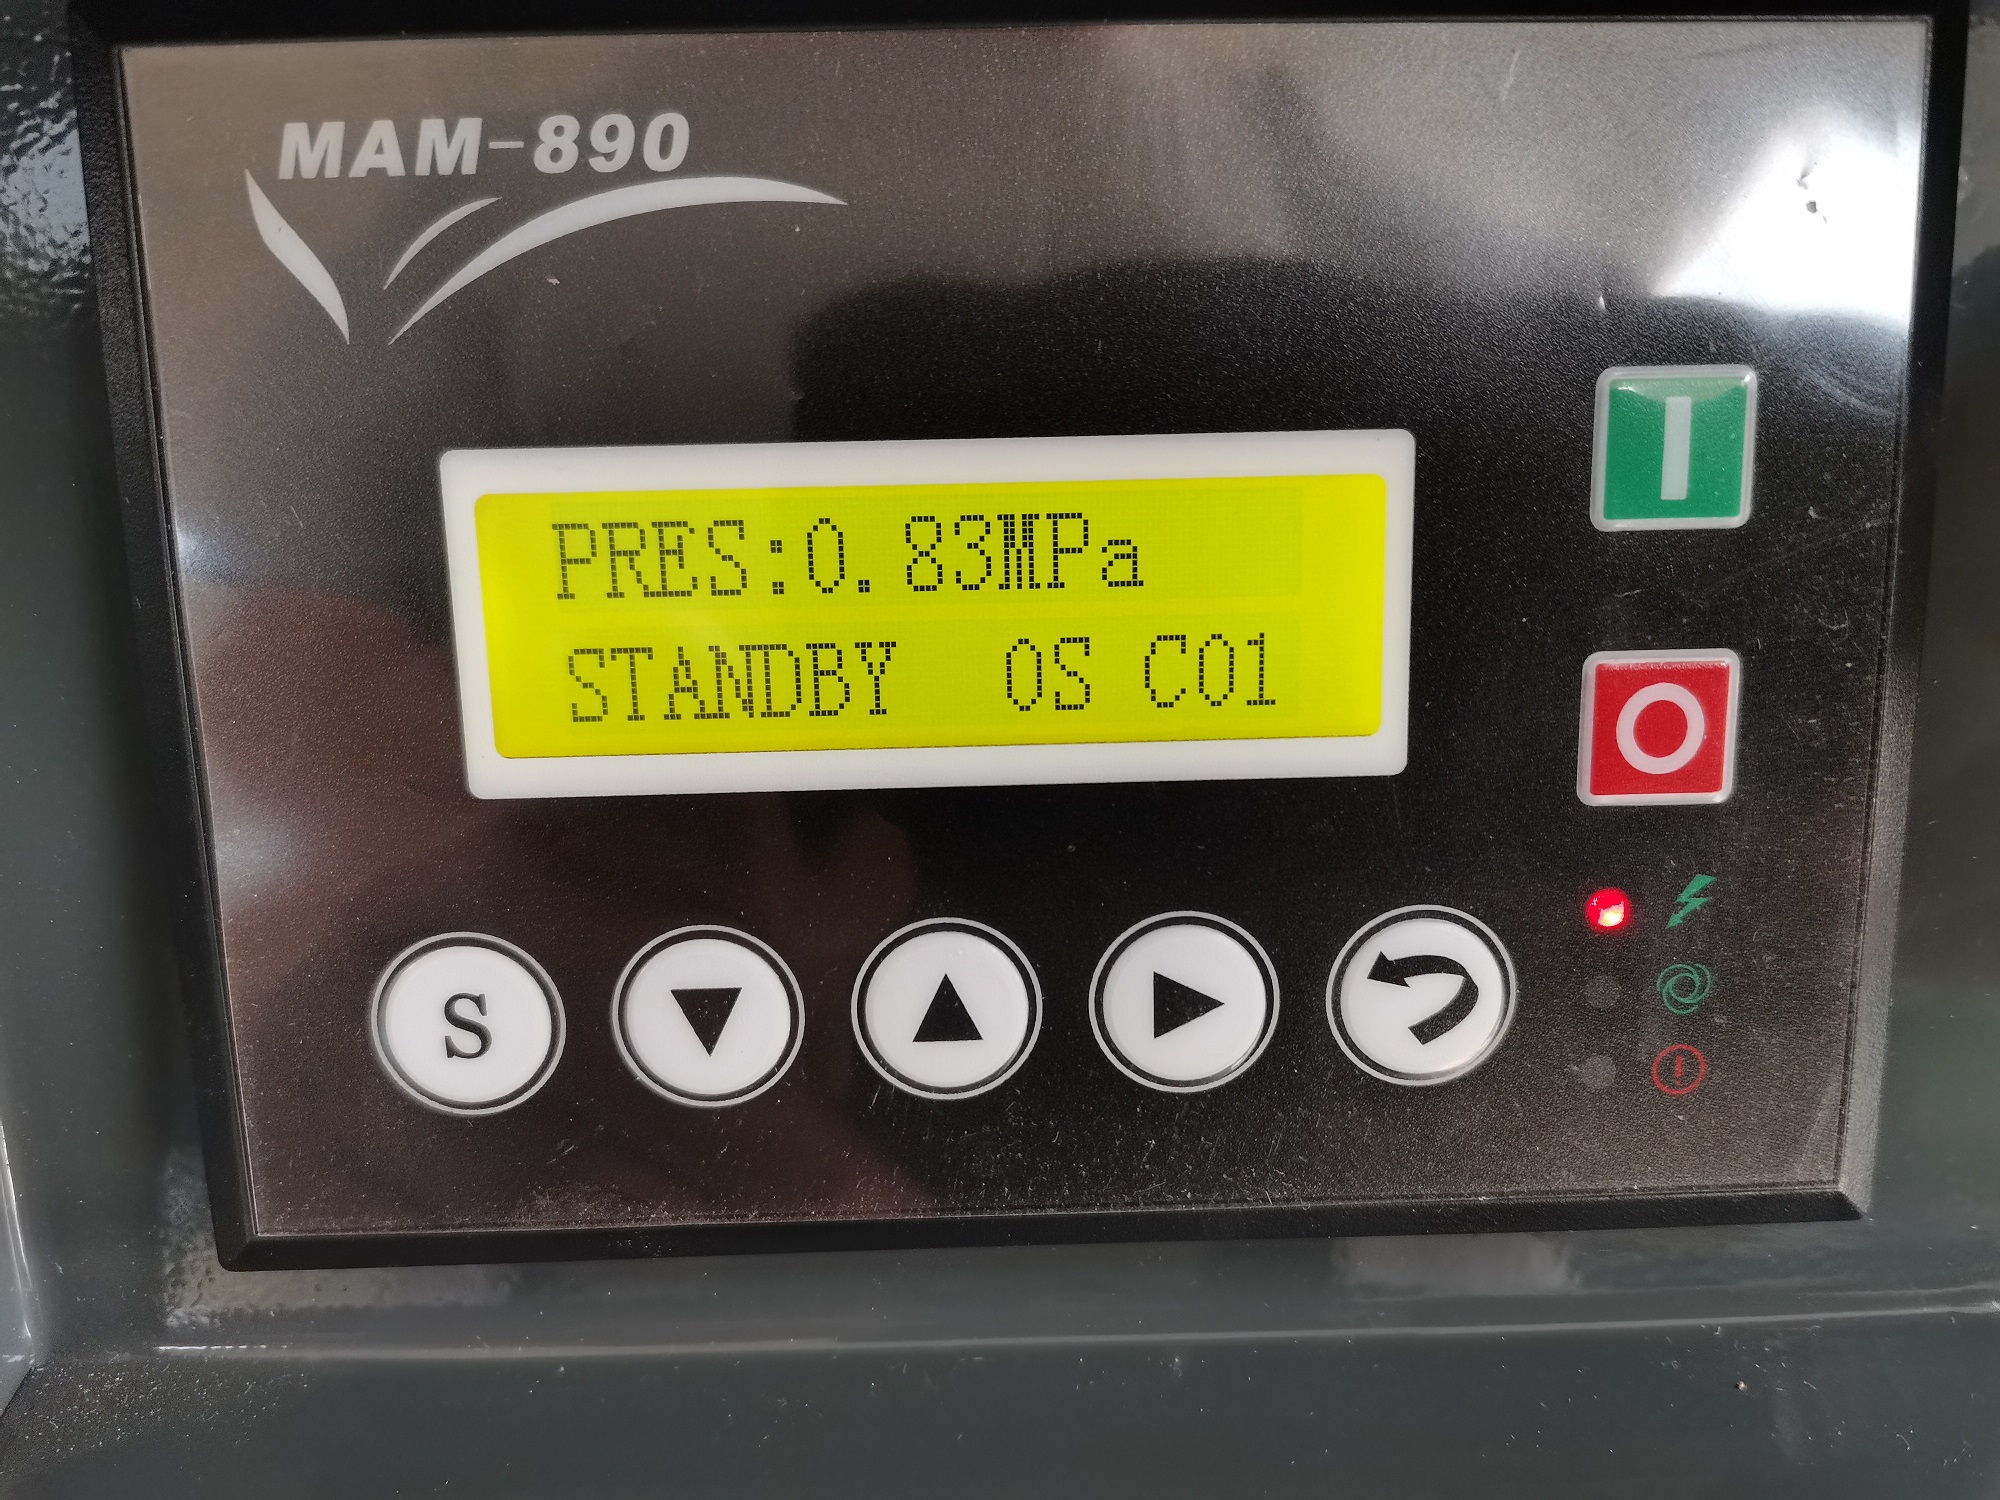 MAM-890
PRES:0.83MPa
STANDBY 0S C01
S